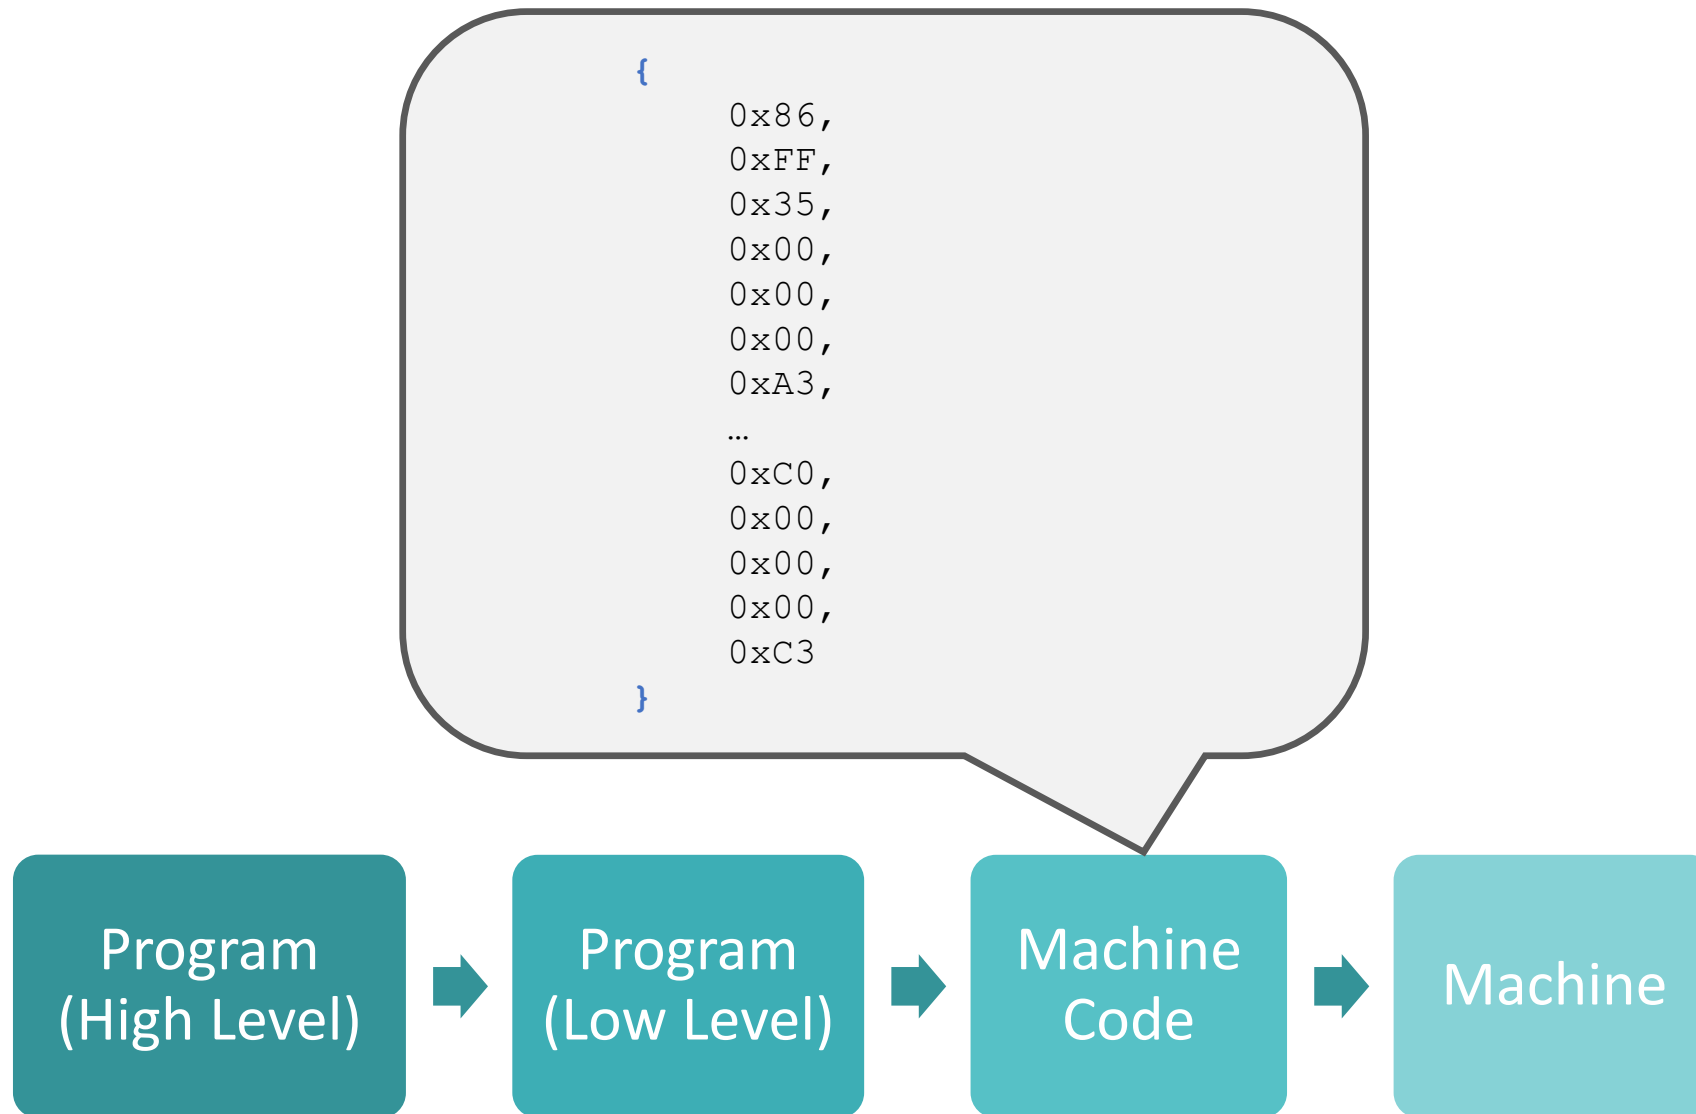 {
0x86,
0xFF,
0x35,
0x00,
0x00,
0x00,
0xA3,
…
0xC0,
0x00,
0x00,
0x00,
0xC3
}
Program
(High Level)
Program
(Low Level)
Machine
Code
Machine